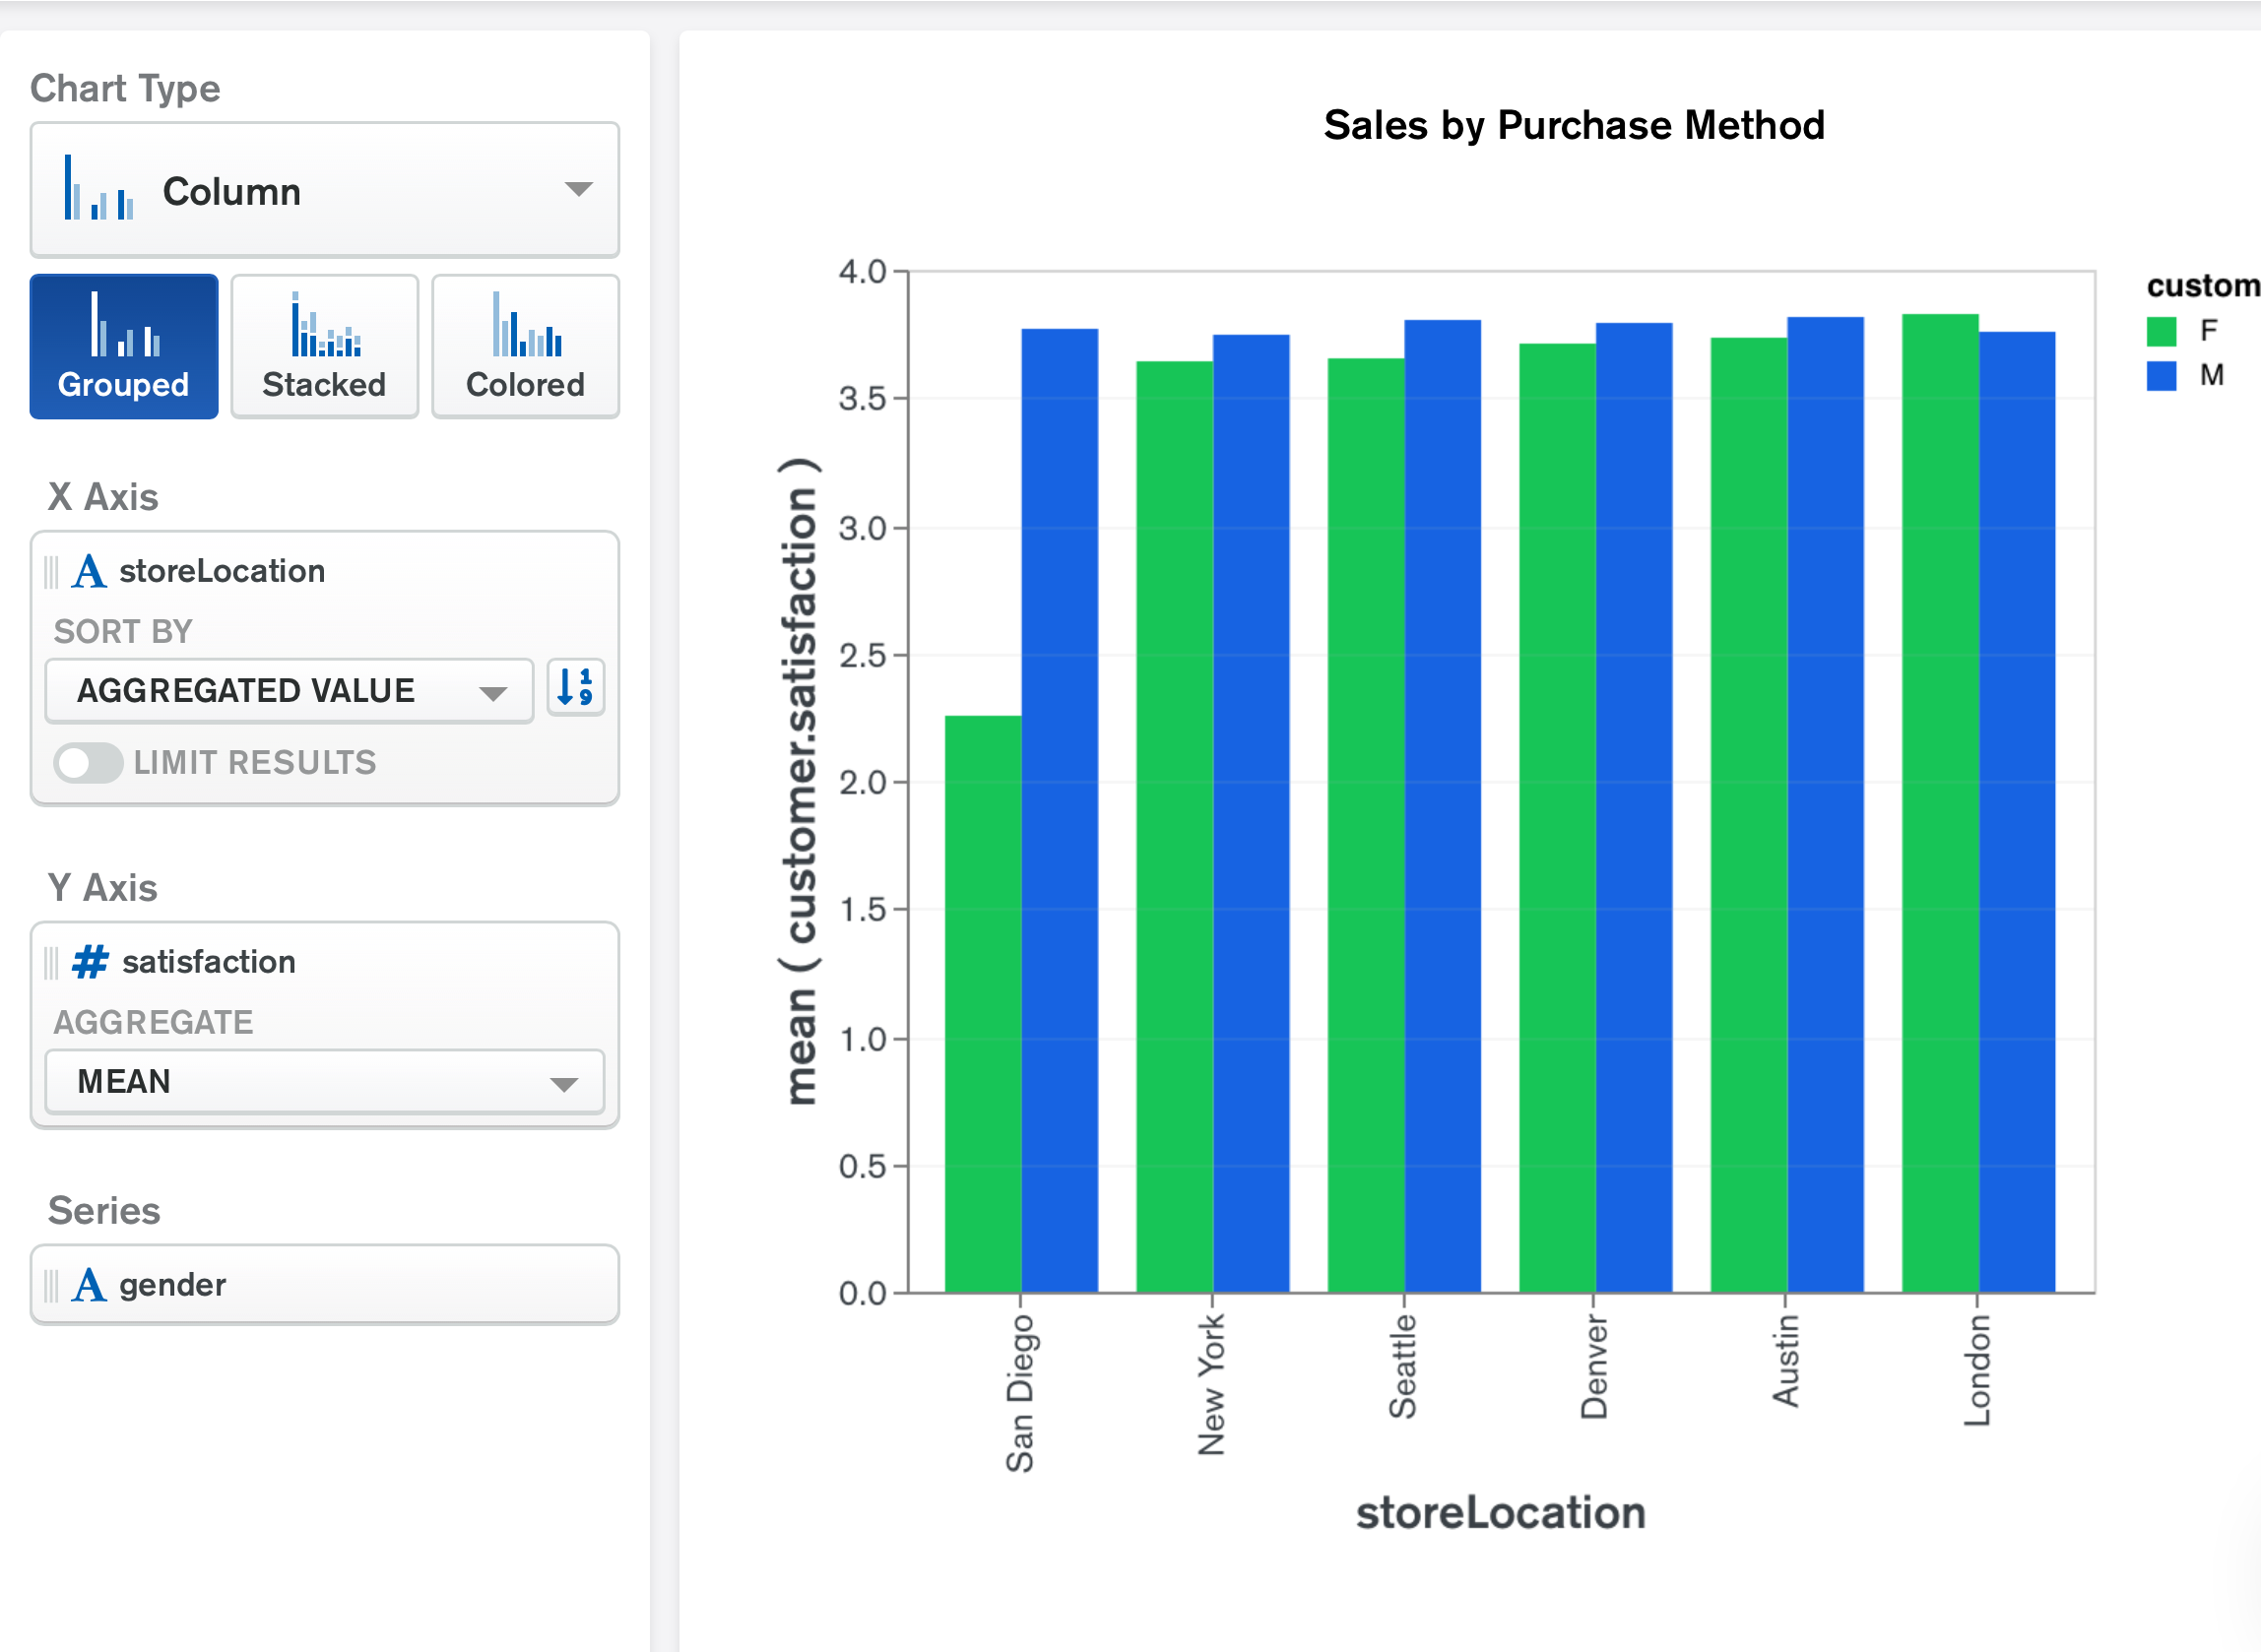 Chart Type
Column
Grouped
Stacked
Colored
X Axis
A storeLocation
SORT BY
AGGREGATED VALUE
1
9
LIMIT RESULTS
Y Axis
# satisfaction
AGGREGATE
MEAN
Series
A gender
Sales by Purchase Method
mean ( customer.satisfaction )
4.0
3.5
3.0
2.5
2.0
1.5
1.0
0.5
0.0
San Diego
New York
Seattle
Denver
Austin
London
storeLocation
custom
F
M